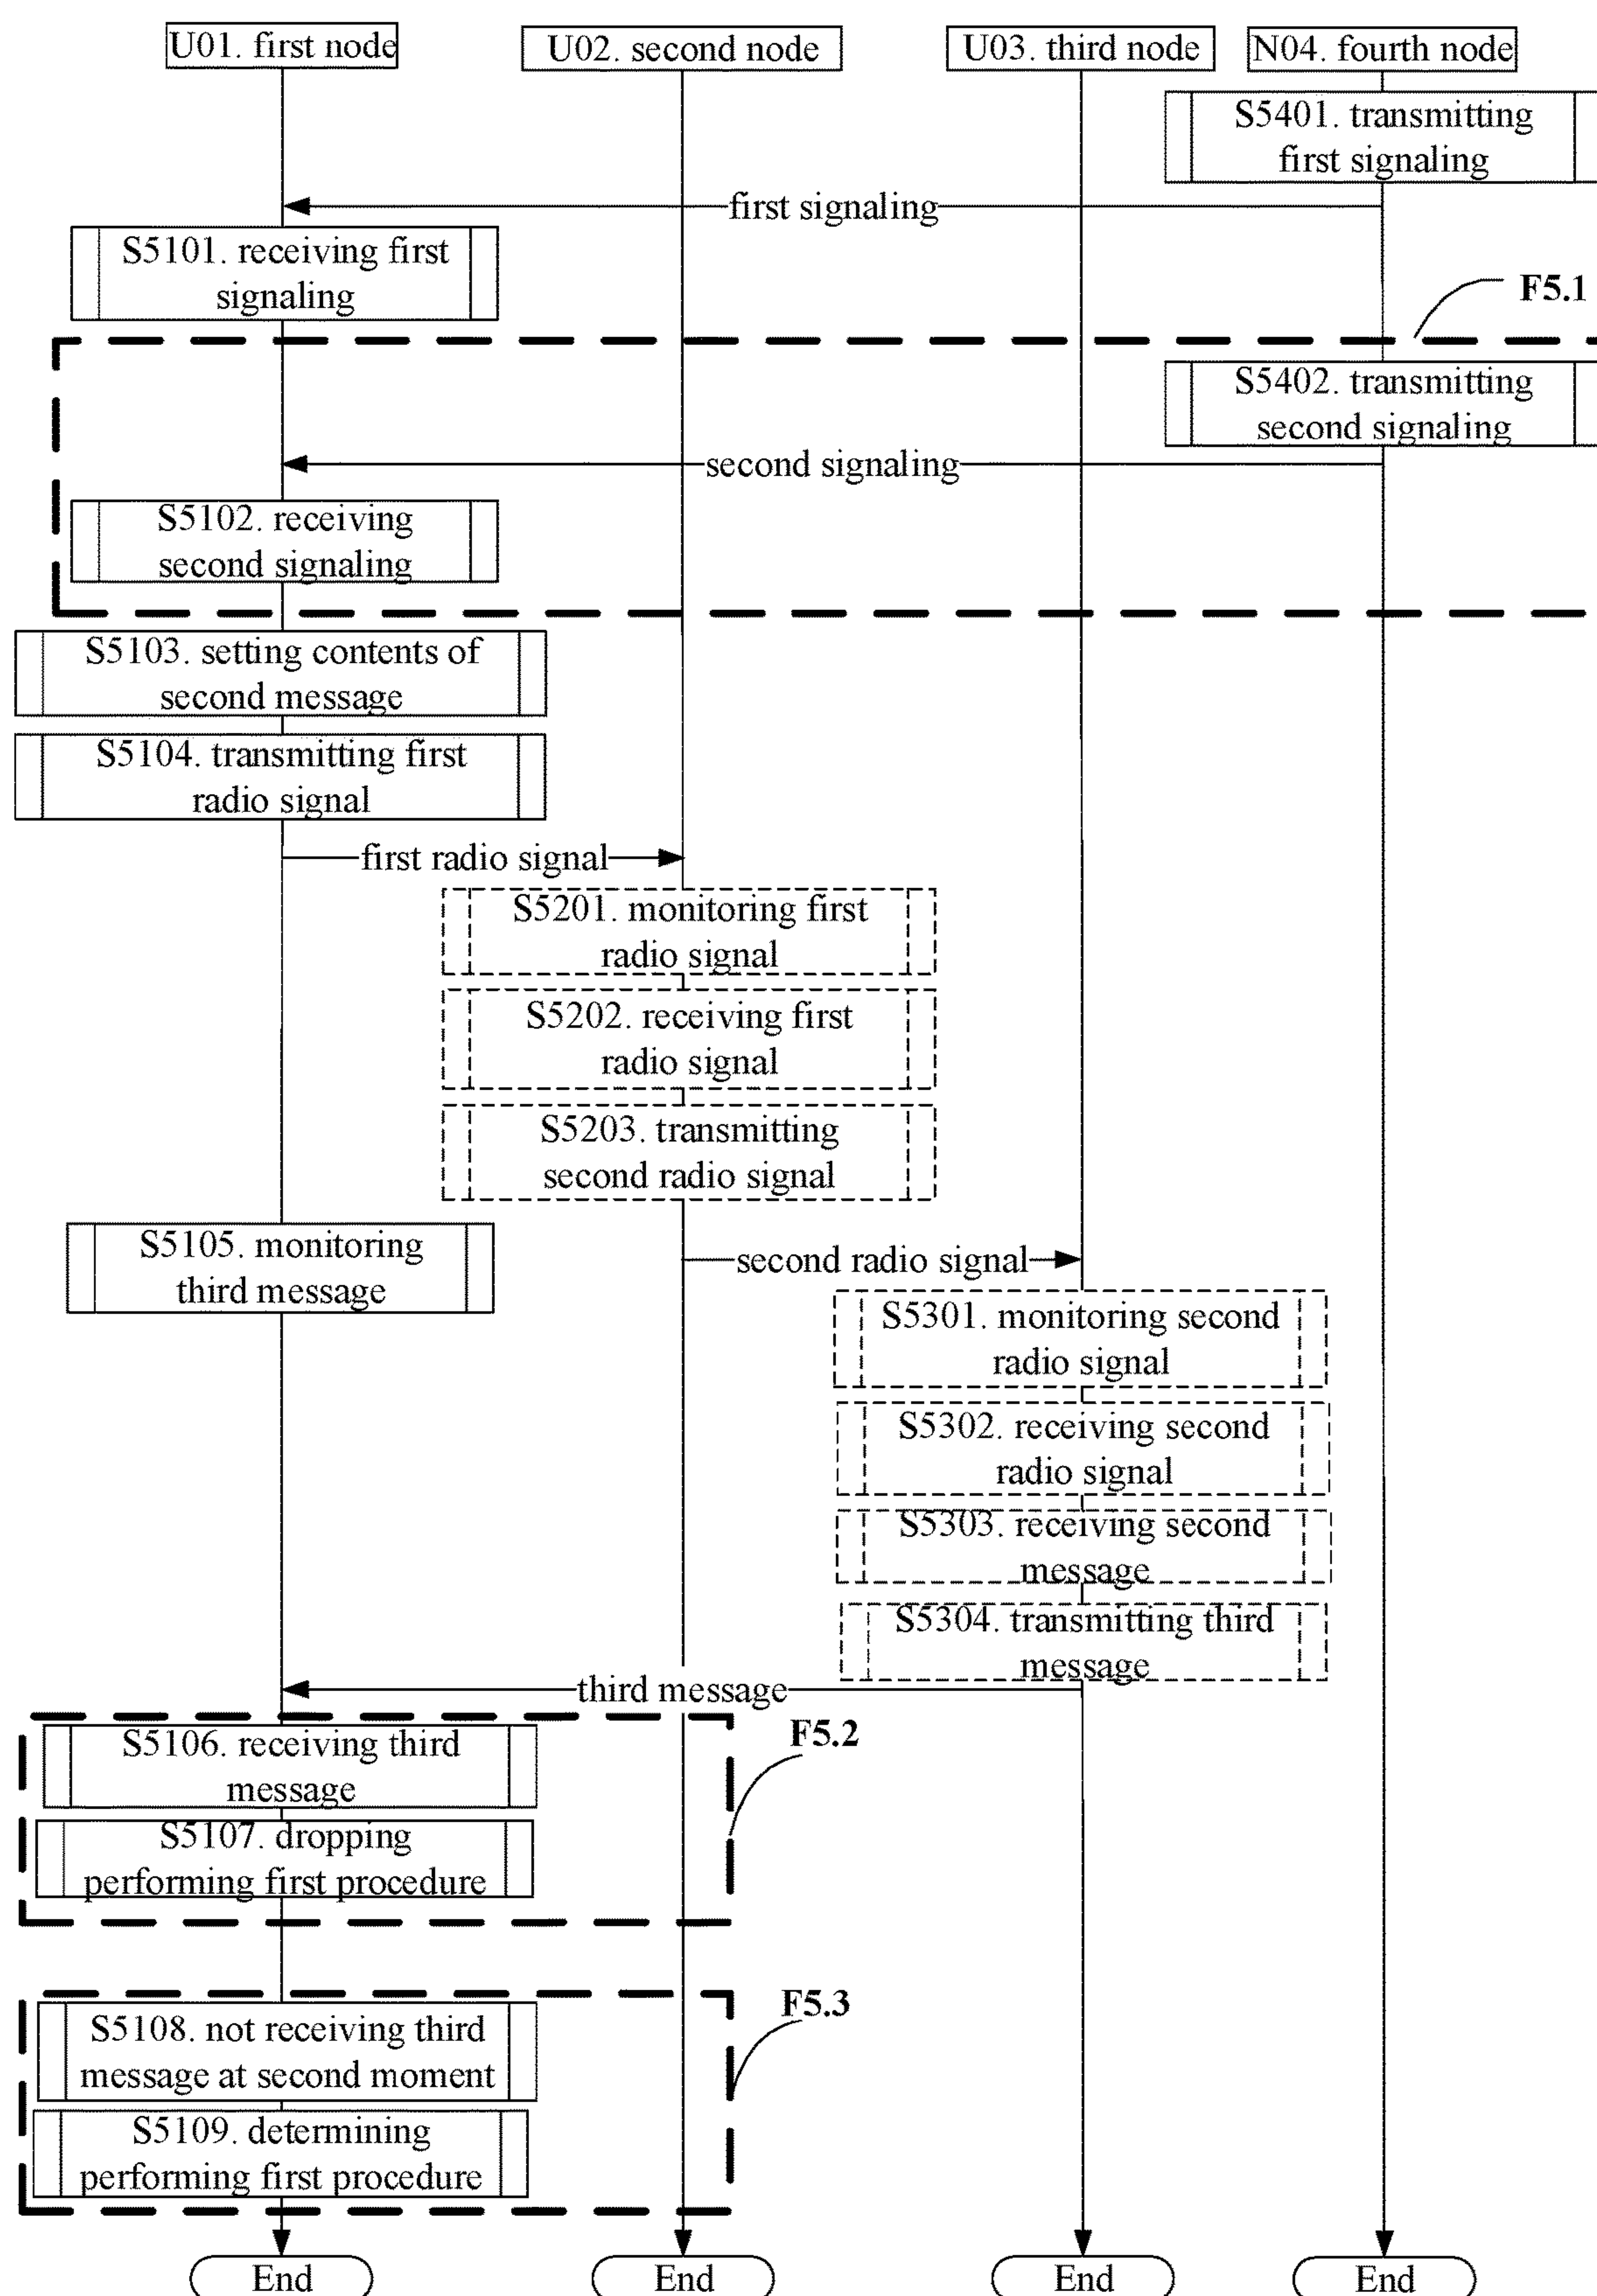 U01. first node
U02. second node
U03. third node
N04. fourth node
S5401. transmitting
first signaling
first signaling
S5101. receiving first
signaling
F5.1
S5402. transmitting
second signaling
second signaling
S5102. receiving
second signaling
S5103. setting contents of
second message
S5104. transmitting first
radio signal
first radio signal
S5201. monitoring first
radio signal
S5202. receiving first
radio signal
S5203. transmitting
second radio signal
S5105. monitoring
third message
second radio signal
S5301. monitoring second
radio signal
S5302. receiving second
radio signal
S5303. receiving second
message
S5304. transmitting third
message
third message
F5.2
S5106. receiving third
message
S5107. dropping
performing first procedure
F5.3
S5108. not receiving third
message at second moment
S5109. determining
performing first procedure
End
End
End
End